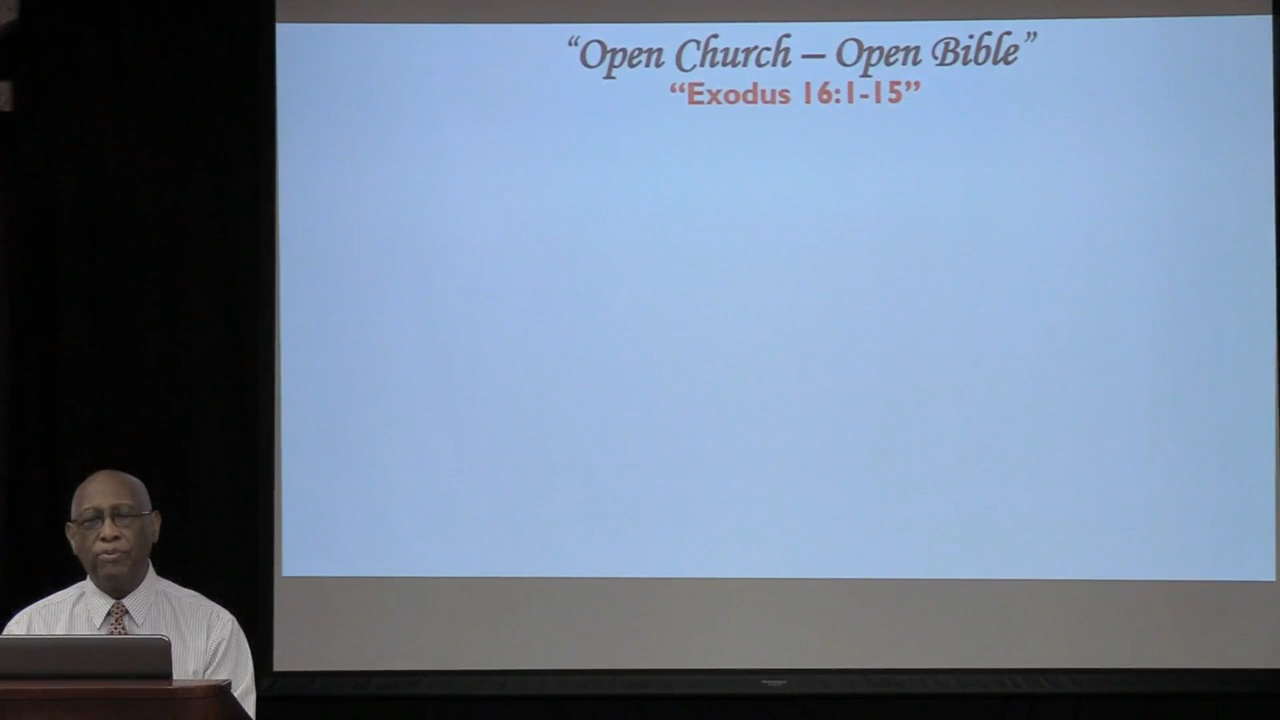 “Open Church – Open Bible”
“Exodus 16:1-15”